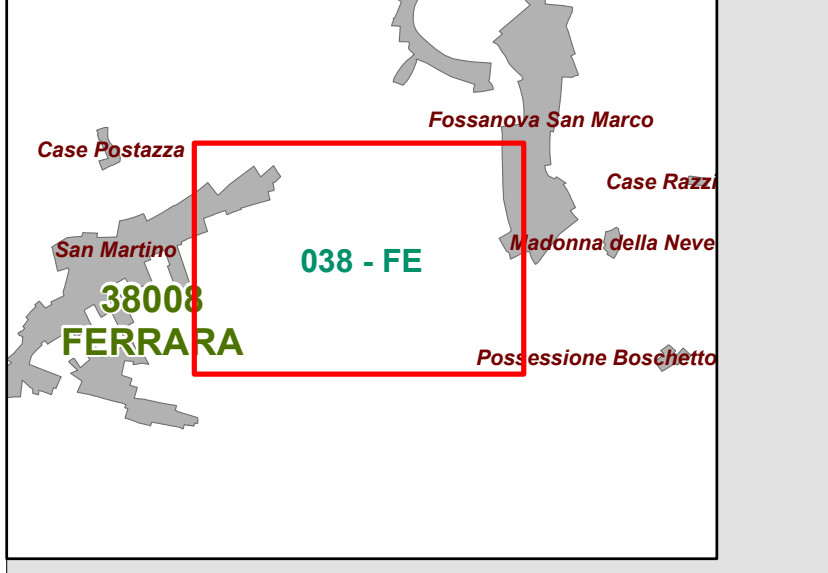 Fossanova San Marco
Case Postazza
Case Razzi
San Martino
Madonna della Neve
038 - FE
38008
FERRARA
Possessione Boschetto